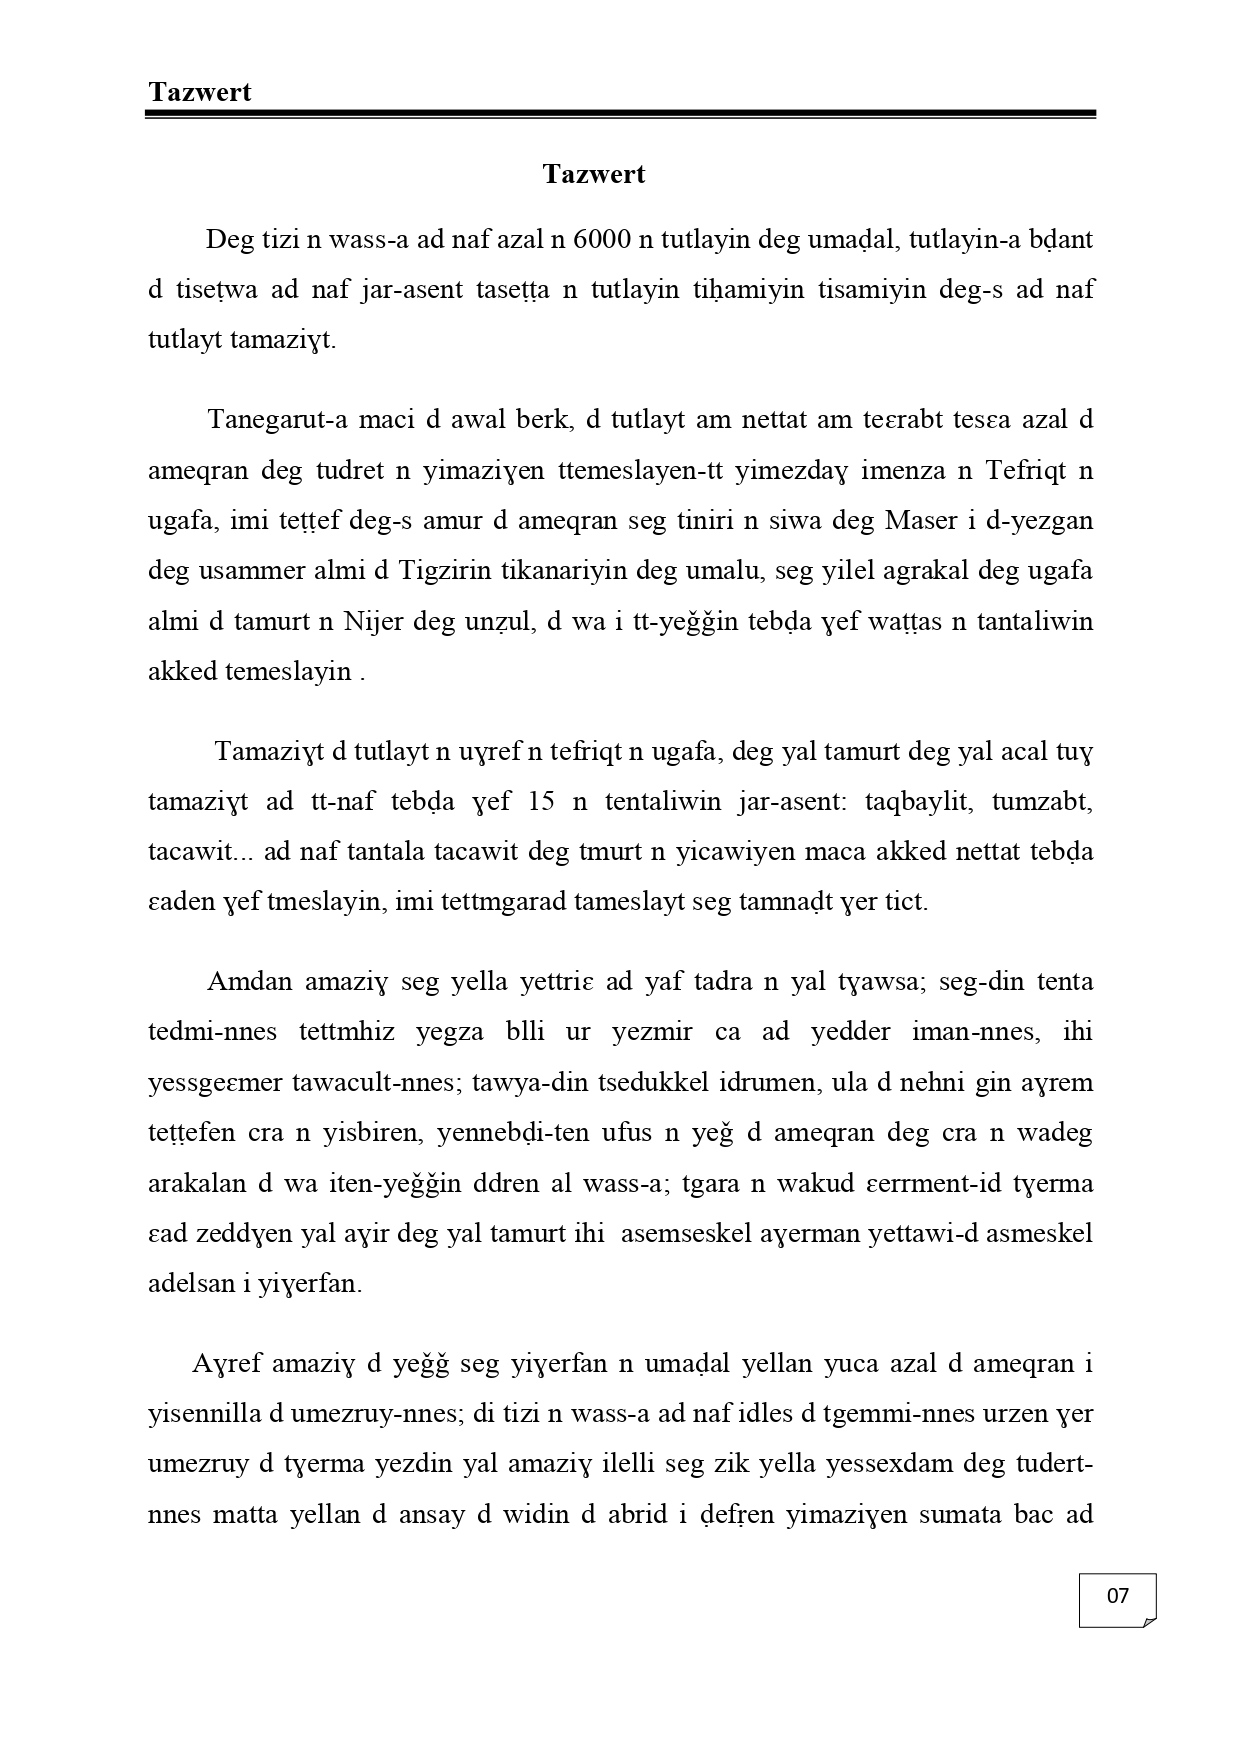 Tazwert
Tazwert
Deg tizi n wass-a ad naf azal n 6000 n tutlayin deg umaḍal, tutlayin-a bḍant
d tiseṭwa ad naf jar-asent taseṭṭa n tutlayin tiḥamiyin tisamiyin deg-s ad naf
tutlayt tamaziɣt.
Tanegarut-a maci d awal berk, d tutlayt am nettat am teɛrabt tesɛa azal d
ameqran deg tudret n yimaziɣen ttemeslayen-tt yimezdaɣ imenza n Tefriqt n
ugafa, imi teṭṭef deg-s amur d ameqran seg tiniri n siwa deg Maser i d-yezgan
deg usammer almi d Tigzirin tikanariyin deg umalu, seg yilel agrakal deg ugafa
almi d tamurt n Nijer deg unẓul, d wa i tt-yeǧǧin tebḍa ɣef waṭṭas n tantaliwin
akked temeslayin .
Tamaziɣt d tutlayt n uɣref n tefriqt n ugafa, deg yal tamurt deg yal acal tuɣ
tamaziɣt ad tt-naf tebḍa ɣef 15 n tentaliwin jar-asent: taqbaylit, tumzabt,
tacawit... ad naf tantala tacawit deg tmurt n yicawiyen maca akked nettat tebḍa
ɛaden ɣef tmeslayin, imi tettmgarad tameslayt seg tamnaḍt ɣer tict.
Amdan amaziɣ seg yella yettriɛ ad yaf tadra n yal tɣawsa; seg-din tenta
tedmi-nnes tettmhiz yegza blli ur yezmir ca ad yedder iman-nnes, ihi
yessgeɛmer tawacult-nnes; tawya-din tsedukkel idrumen, ula d nehni gin aɣrem
teṭṭefen cra n yisbiren, yennebḍi-ten ufus n yeǧ d ameqran deg cra n wadeg
arakalan d wa iten-yeǧǧin ddren al wass-a; tgara n wakud ɛerrment-id tɣerma
ɛad zeddɣen yal aɣir deg yal tamurt ihi  asemseskel aɣerman yettawi-d asmeskel
adelsan i yiɣerfan.
Aɣref amaziɣ d yeǧǧ seg yiɣerfan n umaḍal yellan yuca azal d ameqran i
yisennilla d umezruy-nnes; di tizi n wass-a ad naf idles d tgemmi-nnes urzen ɣer
umezruy d tɣerma yezdin yal amaziɣ ilelli seg zik yella yessexdam deg tudert-
nnes matta yellan d ansay d widin d abrid i ḍefṛen yimaziɣen sumata bac ad
07